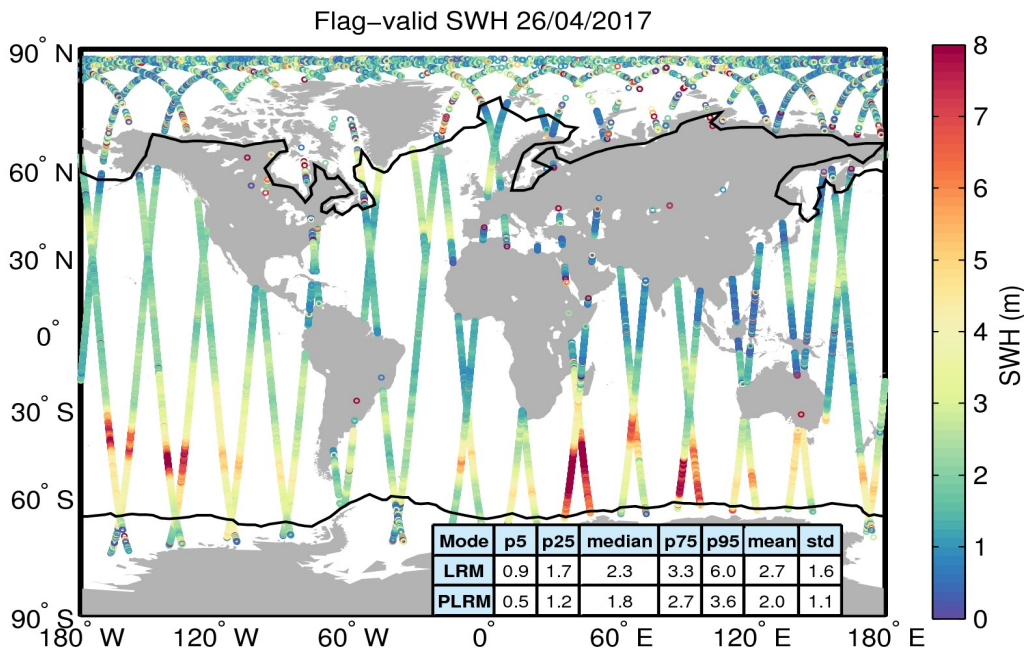 Flag–valid SWH 26/04/2017
90° N
60° N
30° N
0°
30° S
60° S
90° S
180° W
120° W
60° W
0°
60° E
120° E
180° E
Mode p5 p25 median p75 p95 mean std
LRM 0.9 1.7 2.3 3.3 6.0 2.7 1.6
PLRM 0.5 1.2 1.8 2.7 3.6 2.0 1.1
8
7
6
5
4
3
2
1
0
SWH (m)